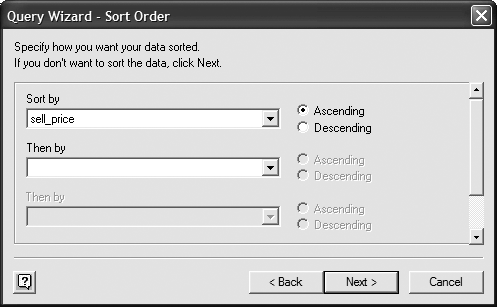 Query Wizard - Sort Order
Specify how you want your data sorted.
If you don't want to sort the data, click Next.
Sort by
sell_price
Ascending
Descending
Then by
Ascending
Descending
Then by
Ascending
Descending
?
< Back
Next >
Cancel